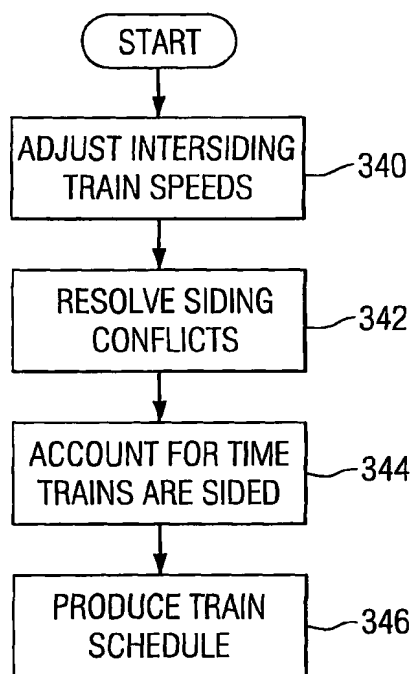 START
ADJUST INTERSIDING
TRAIN SPEEDS
340
RESOLVE SIDING
CONFLICTS
342
ACCOUNT FOR TIME
TRAINS ARE SIDED
344
PRODUCE TRAIN
SCHEDULE
346